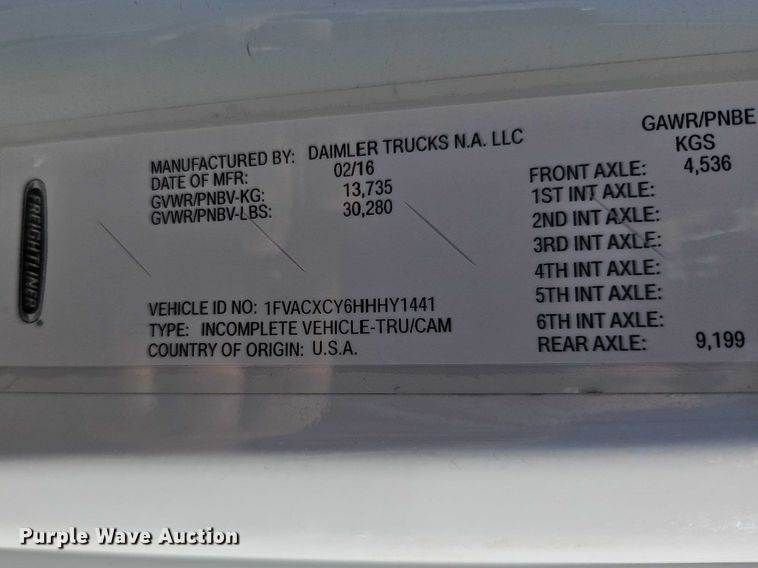 FREIGHTLINER
MANUFACTURED BY: DAIMLER TRUCKS N.A. LLC
DATE OF MFR: 02/16
GVWR/PNBV-KG: 13,735
GVWR/PNBV-LBS: 30,280
VEHICLE ID NO: 1FVACXCY6HHHY1441
TYPE: INCOMPLETE VEHICLE-TRU/CAM
COUNTRY OF ORIGIN: U.S.A.
GAWR/PNBE
KGS
FRONT AXLE: 4,536
1ST INT AXLE:
2ND INT AXLE:
3RD INT AXLE:
4TH INT AXLE:
5TH INT AXLE:
6TH INT AXLE:
REAR AXLE: 9,199
Purple Wave Auction